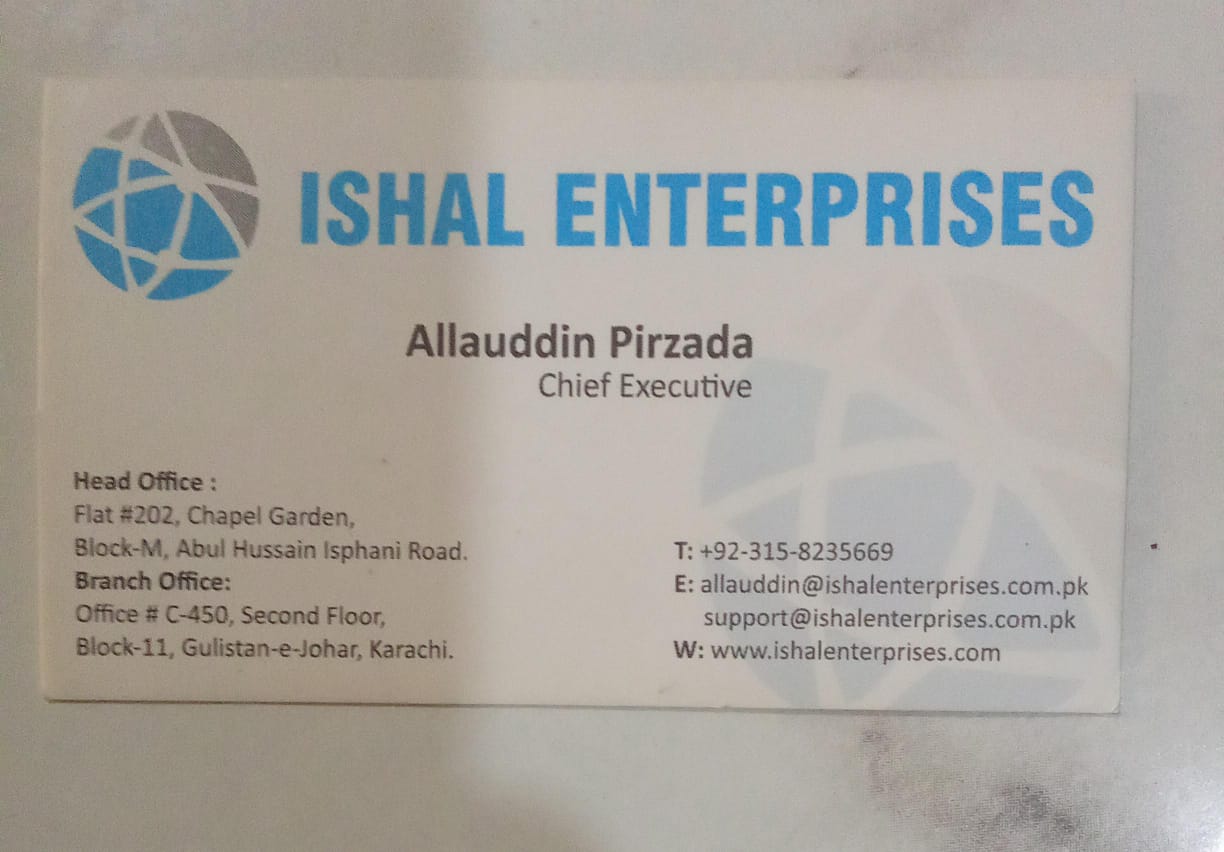 ISHAL ENTERPRISES
Allauddin Pirzada
Chief Executive
Head Office :
Flat #202, Chapel Garden,
Block-M, Abul Hussain Isphani Road.
Branch Office:
Office # C-450, Second Floor,
Block-11, Gulistan-e-Johar, Karachi.
T: +92-315-8235669
E: allauddin@ishalenterprises.com.pk
support@ishalenterprises.com.pk
W: www.ishalenterprises.com